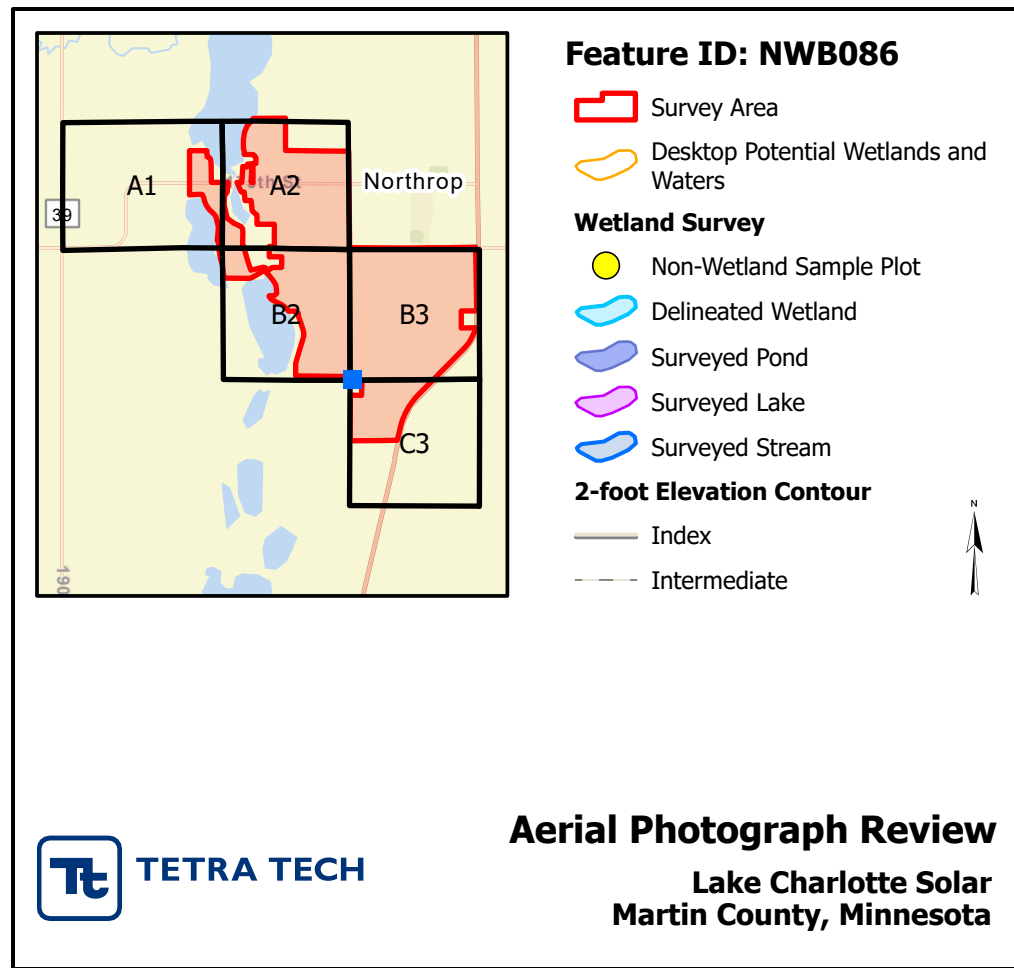 Feature ID: NWB086
Survey Area
Desktop Potential Wetlands and
Waters
Wetland Survey
Non-Wetland Sample Plot
Delineated Wetland
Surveyed Pond
Surveyed Lake
Surveyed Stream
2-foot Elevation Contour
Index
Intermediate
N
A1
A2
Northrop
39
B2
B3
C3
190
TETRA TECH
Tt
Aerial Photograph Review
Lake Charlotte Solar
Martin County, Minnesota